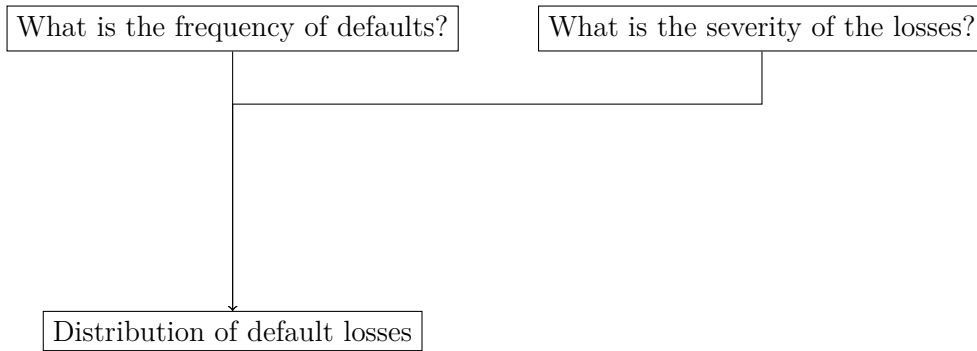 What is the frequency of defaults?
What is the severity of the losses?
Distribution of default losses